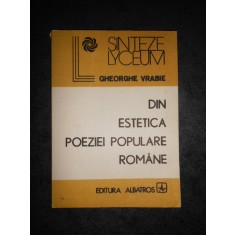 SINTEZE
LYCEUM
GHEORGHE VRABIE
DIN
ESTETICA
POEZIEI POPULARE
ROMÂNE
EDITURA ALBATROS